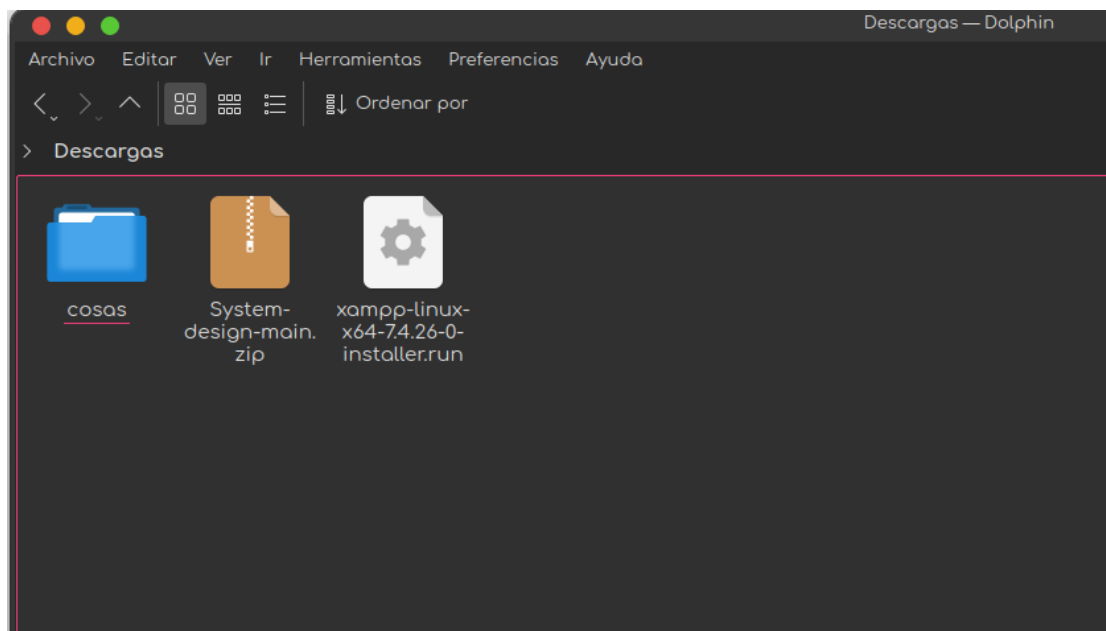 Descargas — Dolphin
Archivo Editar Ver Ir Herramientas Preferencias Ayuda
Ordenar por
Descargas
cosas
System-
design-main.
zip
xampp-linux-
x64-7.4.26-0-
installer.run